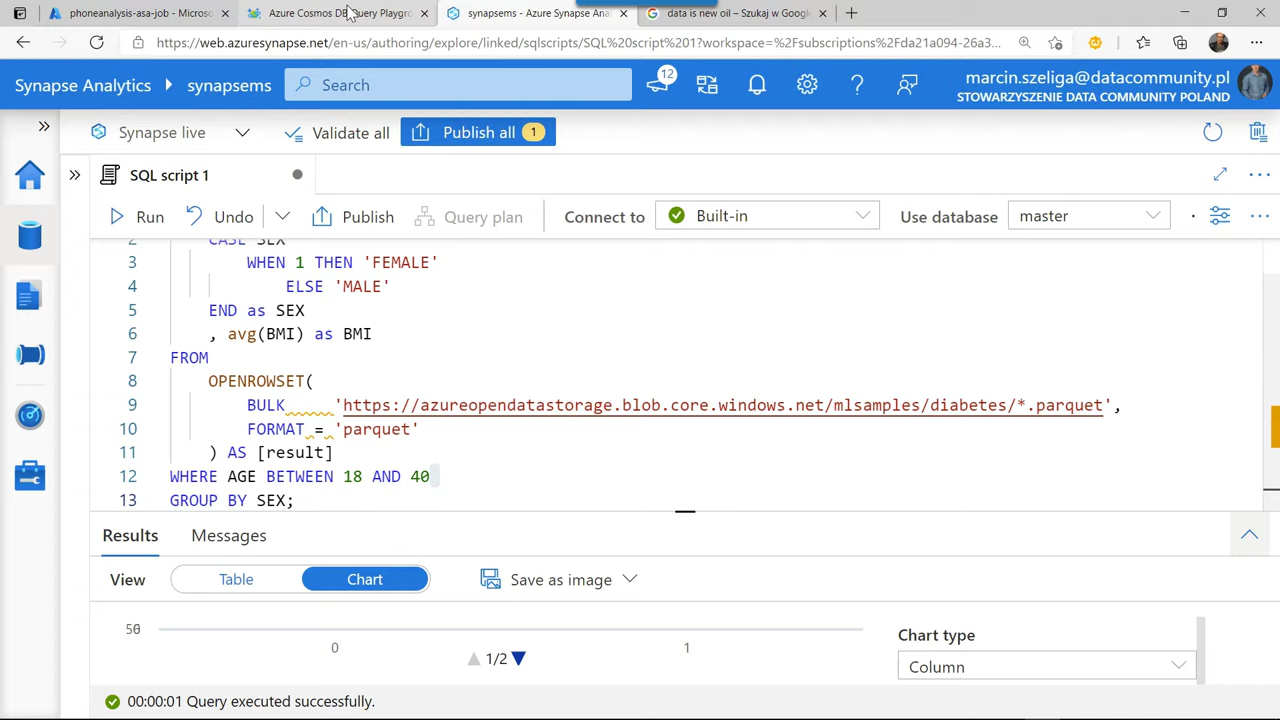 phoneanalysis-asa-job - Microso
Azure Cosmos DB Query Playgro
synapsems - Azure Synapse Ana
data is new oil – Szukaj w Google
https://web.azuresynapse.net/en-us/authoring/explore/linked/sqlscripts/SQL%20script%201?workspace=%2Fsubscriptions%2Fda21a094-26a3...
Synapse Analytics
synapsems
Search
12
marcin.szeliga@datacommunity.pl
STOWARZYSZENIE DATA COMMUNITY POLAND
Synapse live
Validate all
Publish all 1
SQL script 1
Run
Undo
Publish
Query plan
Connect to
Built-in
Use database
master
2 CASE SEX
3 WHEN 1 THEN 'FEMALE'
4 ELSE 'MALE'
5 END as SEX
6 , avg(BMI) as BMI
7 FROM
8 OPENROWSET(
9 BULK 'https://azureopendatastorage.blob.core.windows.net/mlsamples/diabetes/*.parquet',
10 FORMAT = 'parquet'
11 ) AS [result]
12 WHERE AGE BETWEEN 18 AND 40
13 GROUP BY SEX;
Results
Messages
View
Table
Chart
Save as image
0
1
1/2
Chart type
Column
00:00:01 Query executed successfully.